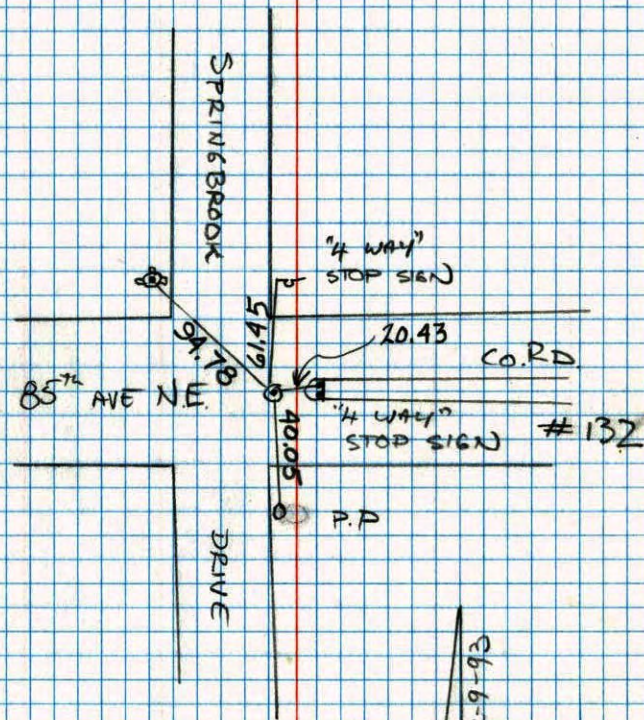 SPRINGBROOK
"4 WAY"
STOP SIGN
61.45
94.78
20.43
CO. RD.
85TH AVE N.E.
"4 WAY"
STOP SIGN
# 132
40.05
P.P
DRIVE